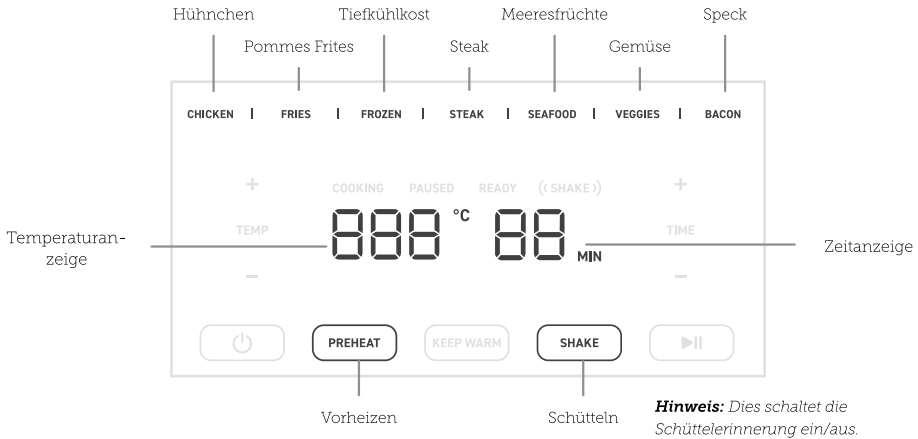 Hühnchen
Tiefkühlkost
Meeresfrüchte
Speck
Pommes Frites
Steak
Gemüse
CHICKEN | FRIES | FROZEN | STEAK | SEAFOOD | VEGGIES | BACON
+ COOKING PAUSED READY ((SHAKE)) +
TEMP 888 °C 88 MIN TIME
Temperaturan-
zeige
Zeitanzeige
– –
PREHEAT KEEP WARM SHAKE
Vorheizen
Schütteln
Hinweis: Dies schaltet die
Schüttelerinnerung ein/aus.